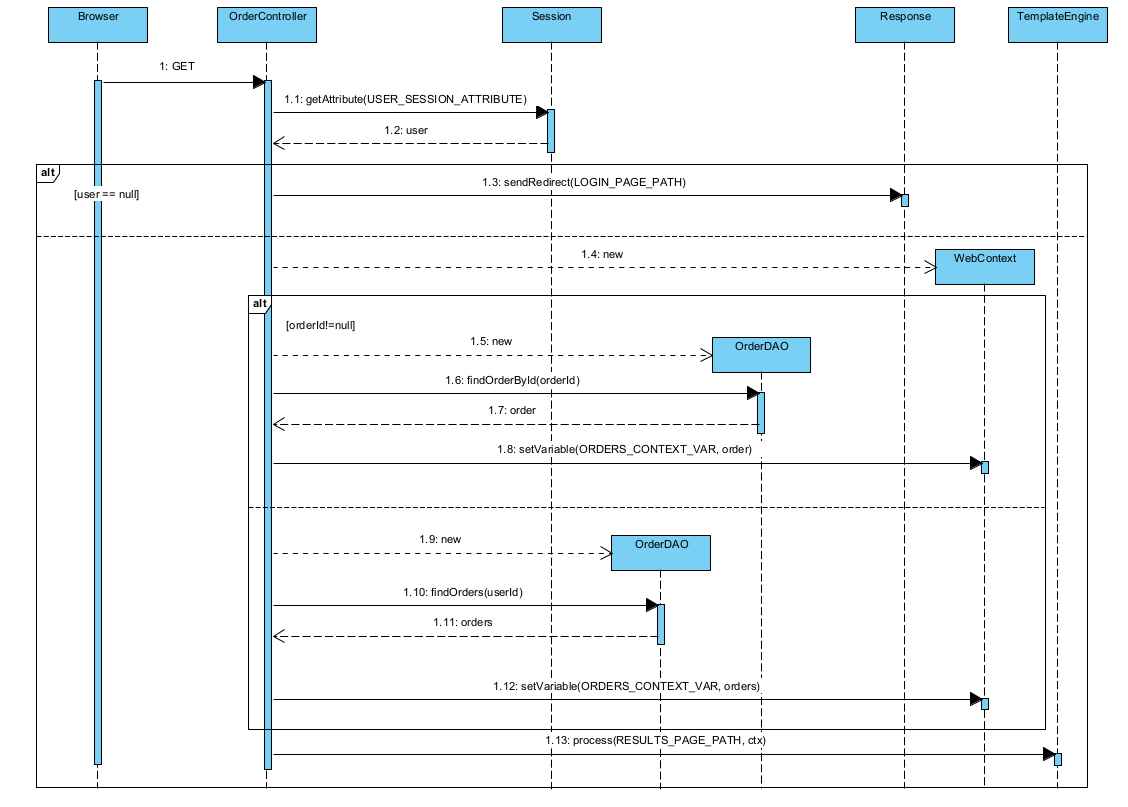 Browser
OrderController
Session
Response
TemplateEngine
1: GET
1.1: getAttribute(USER_SESSION_ATTRIBUTE)
1.2: user
alt
[user == null]
1.3: sendRedirect(LOGIN_PAGE_PATH)
1.4: new
WebContext
alt
[orderId!=null]
1.5: new
OrderDAO
1.6: findOrderById(orderId)
1.7: order
1.8: setVariable(ORDERS_CONTEXT_VAR, order)
1.9: new
OrderDAO
1.10: findOrders(userId)
1.11: orders
1.12: setVariable(ORDERS_CONTEXT_VAR, orders)
1.13: process(RESULTS_PAGE_PATH, ctx)